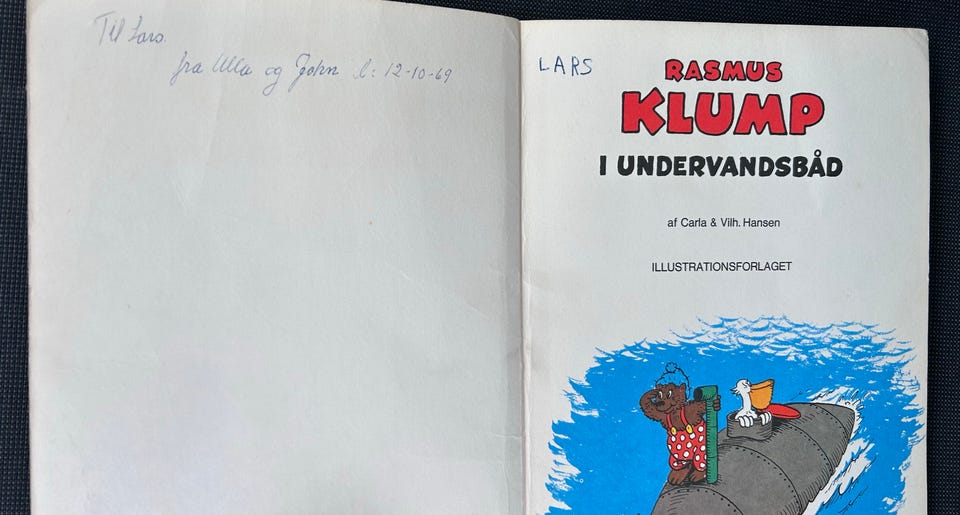 Til Lars.
fra Ulla og John d: 12-10-69
LARS
RASMUS
KLUMP
I UNDERVANDSBÅD
af Carla & Vilh. Hansen
ILLUSTRATIONSFORLAGET